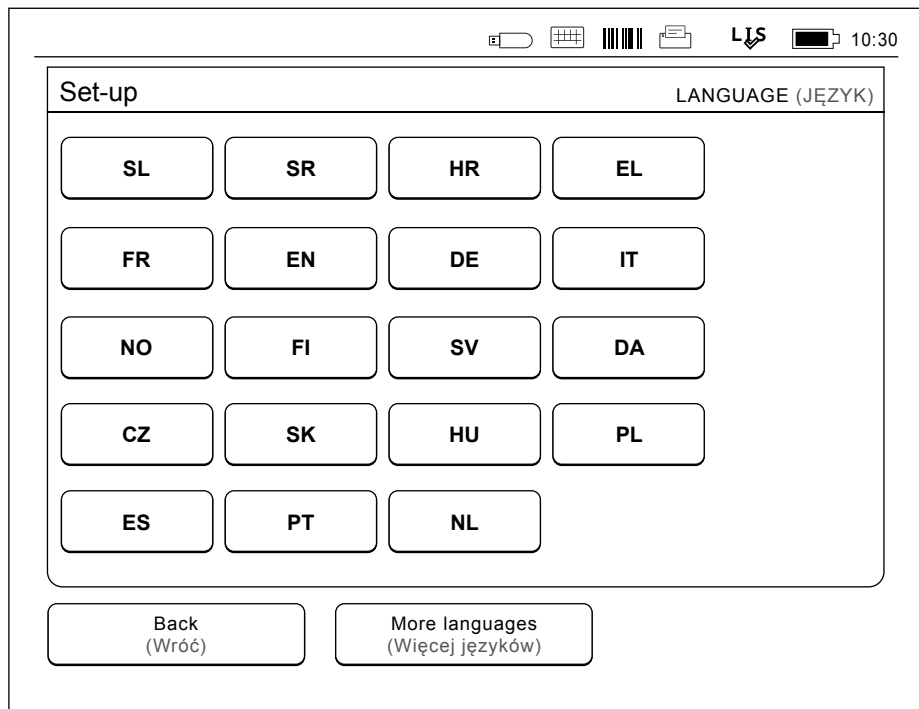 LIS 10:30
Set-up LANGUAGE (JĘZYK)
SL SR HR EL
FR EN DE IT
NO FI SV DA
CZ SK HU PL
ES PT NL
Back More languages
(Wróć) (Więcej języków)